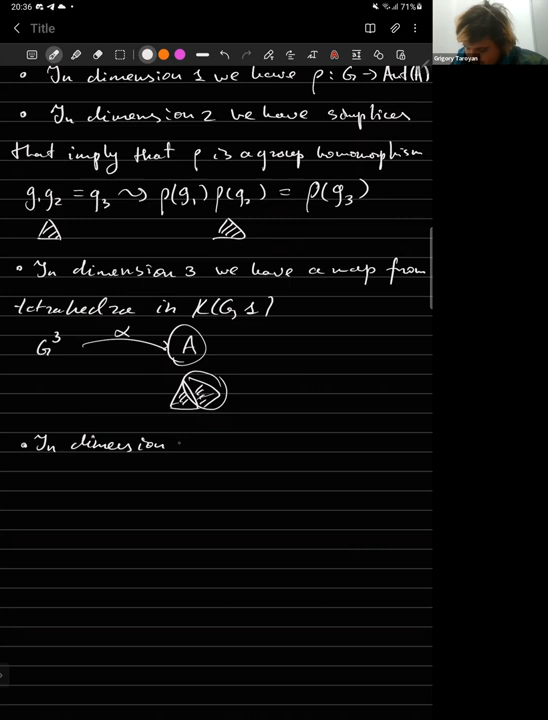 20:36
71%
Title
Grigory Taroyan
• In dimension 1 we have ρ: G → Aut(A)
• In dimension 2 we have simplices
that imply that ρ is a group homomorphism
g₁g₂ = g₃ ⤳ ρ(g₁) ρ(g₂) = ρ(g₃)
• In dimension 3 we have a map from
tetrahedra in K(G, 1)
G³ α A
• In dimension